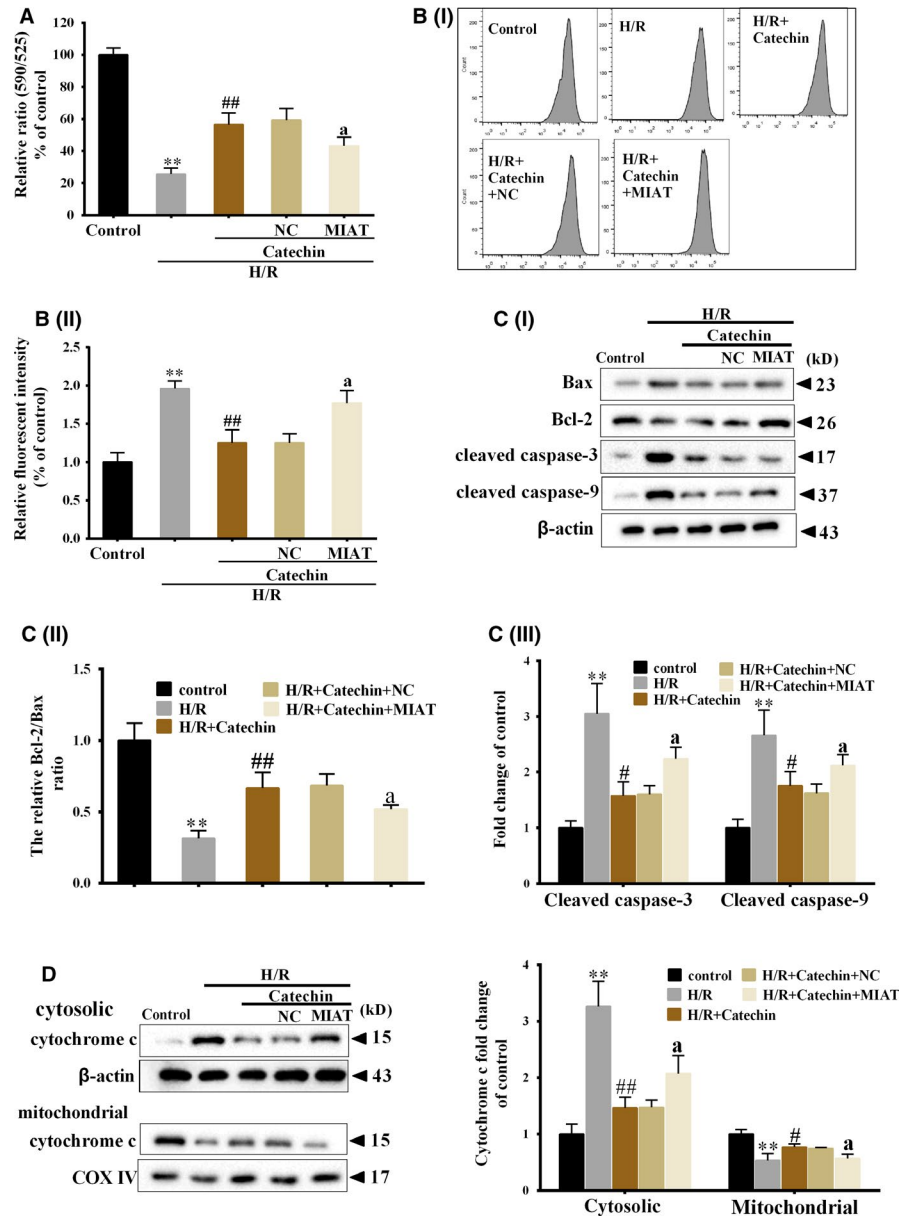 A
Relative ratio (590/525)
% of control
120
100
80
60
40
20
0
**
##
a
Control
NC
MIAT
Catechin
H/R
B (I)
Control
H/R
H/R+
Catechin
H/R+
Catechin
+NC
H/R+
Catechin
+MIAT
Count
B (II)
Relative fluorescent intensity
(% of control)
2.5
2.0
1.5
1.0
0.5
0.0
**
##
a
Control
NC
MIAT
Catechin
H/R
C (I)
H/R
Catechin
Control
NC
MIAT
(kD)
Bax
23
Bcl-2
26
cleaved caspase-3
17
cleaved caspase-9
37
β-actin
43
C (II)
The relative Bcl-2/Bax
ratio
1.5
1.0
0.5
0.0
control
H/R
H/R+Catechin
H/R+Catechin+NC
H/R+Catechin+MIAT
**
##
a
C (III)
Fold change of control
4
3
2
1
0
control
H/R
H/R+Catechin
H/R+Catechin+NC
H/R+Catechin+MIAT
**
#
a
**
#
a
Cleaved caspase-3
Cleaved caspase-9
D
H/R
Catechin
cytosolic
Control
NC
MIAT
(kD)
cytochrome c
15
β-actin
43
mitochondrial
cytochrome c
15
COX IV
17
Cytochrome c fold change
of control
4
3
2
1
0
control
H/R
H/R+Catechin
H/R+Catechin+NC
H/R+Catechin+MIAT
**
##
a
**
#
a
Cytosolic
Mitochondrial